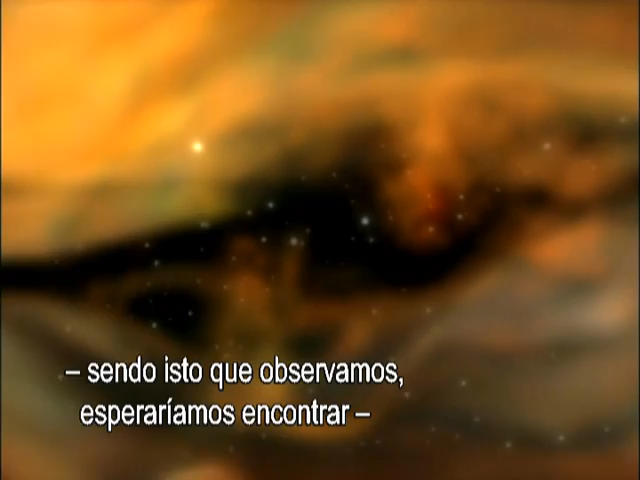 – sendo isto que observamos,
esperaríamos encontrar –